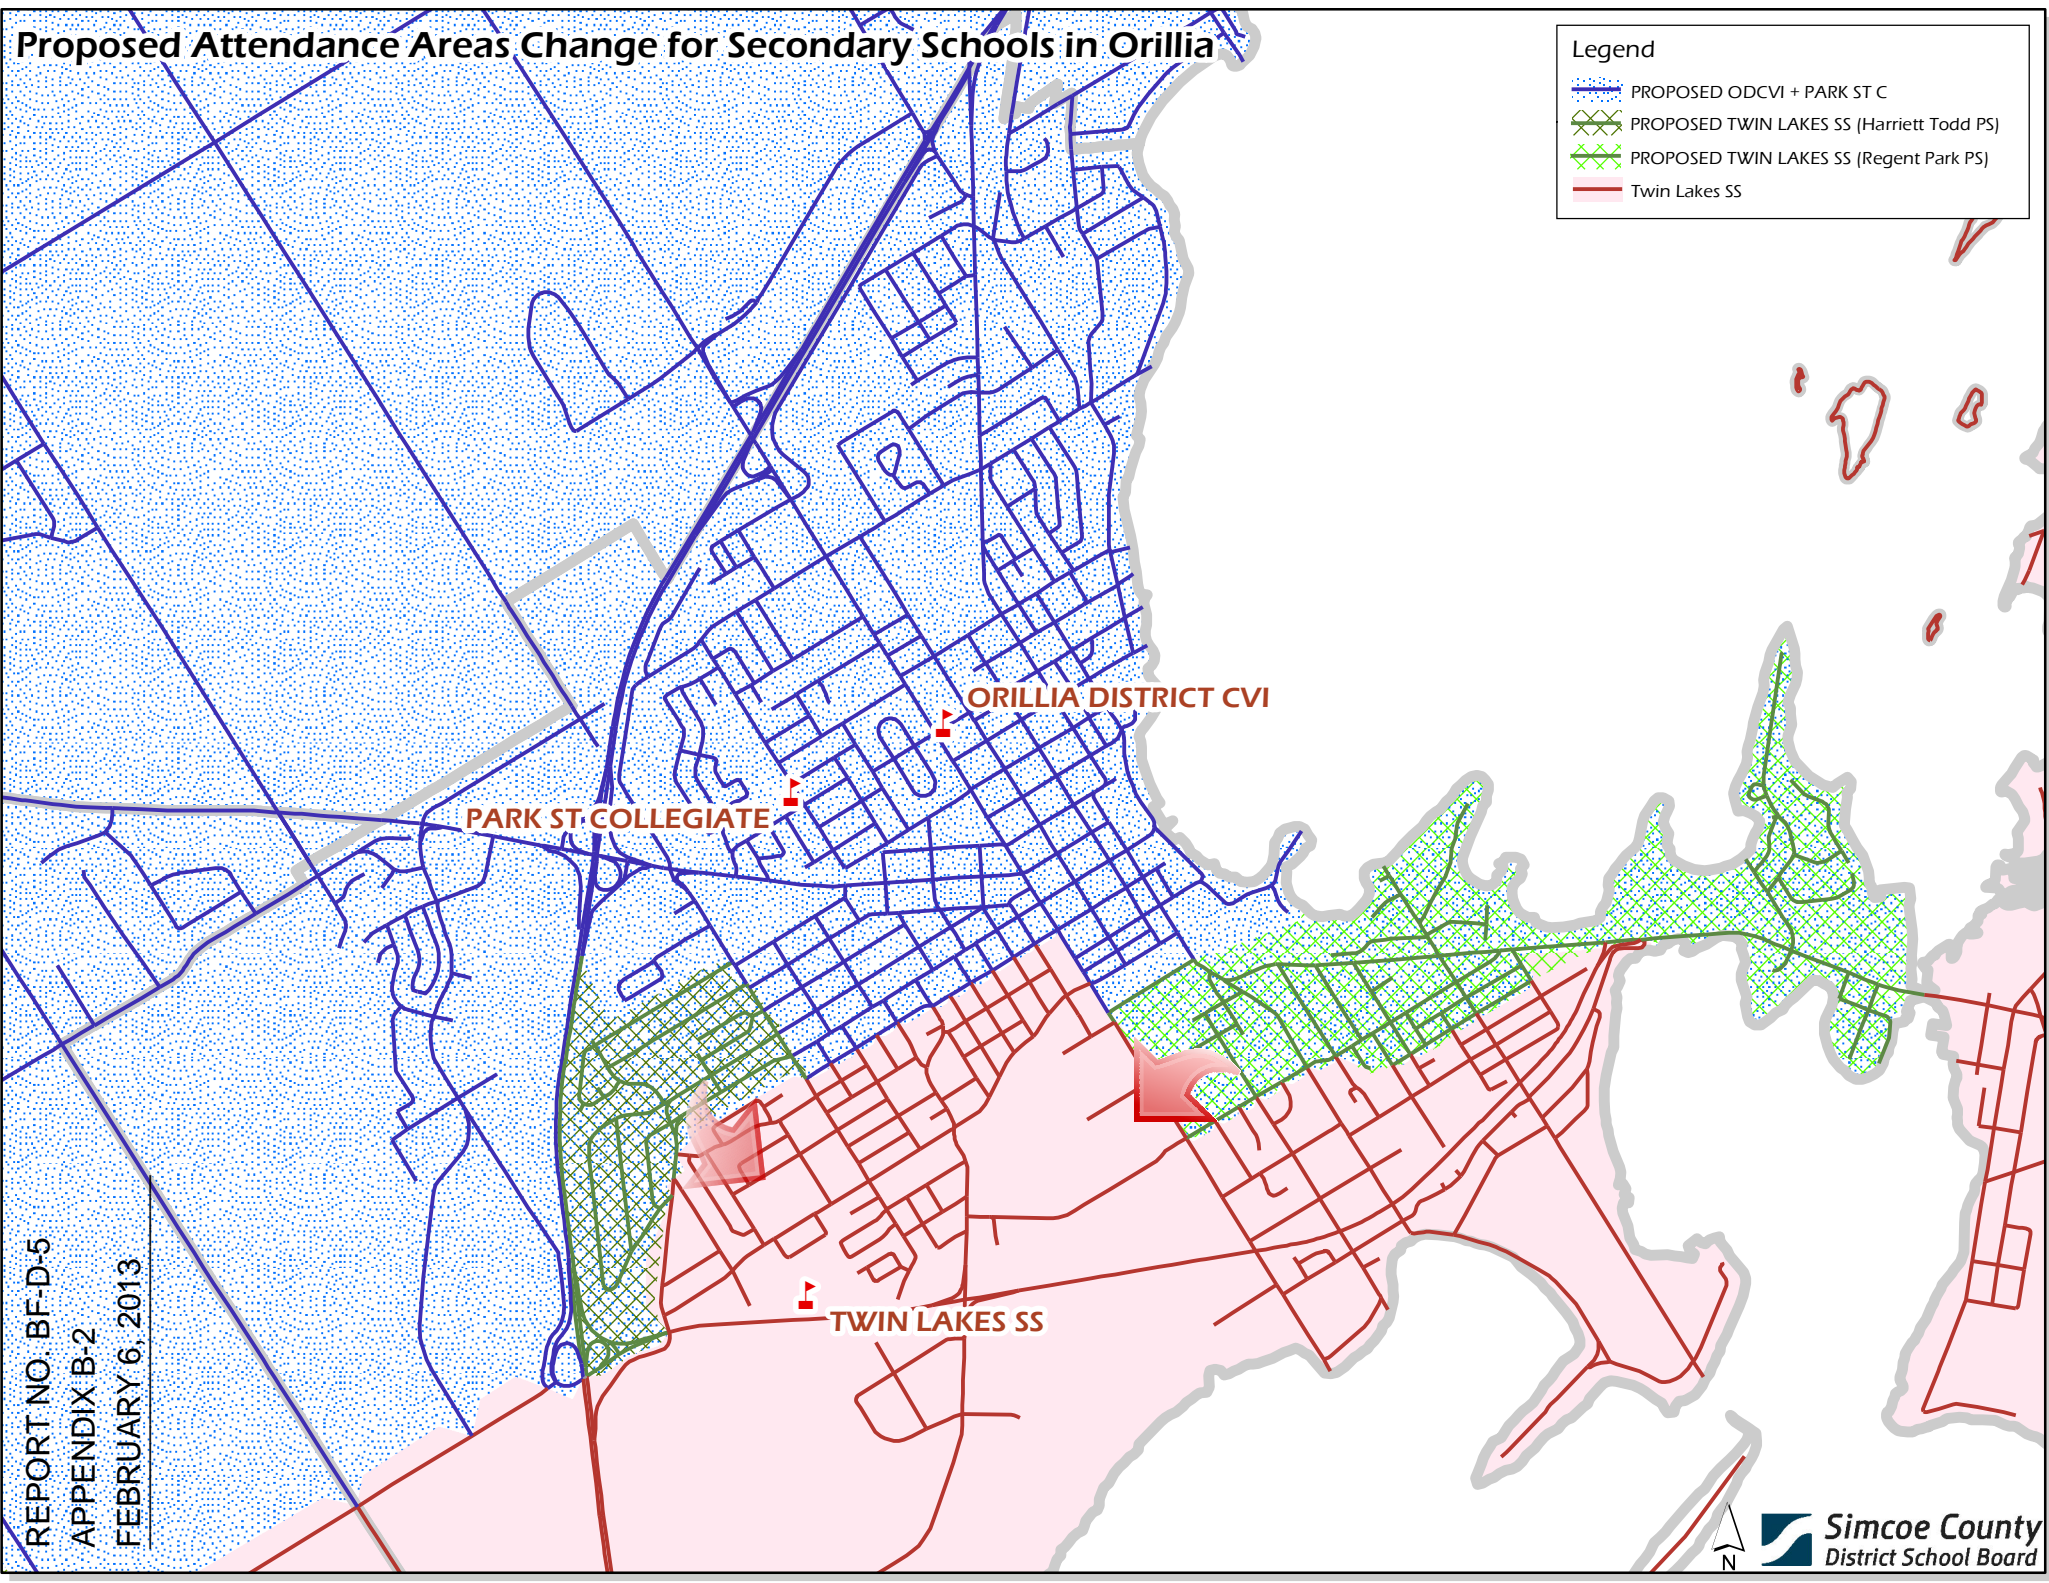 Proposed Attendance Areas Change for Secondary Schools in Orillia
Legend
PROPOSED ODCVI + PARK ST C
PROPOSED TWIN LAKES SS (Harriett Todd PS)
PROPOSED TWIN LAKES SS (Regent Park PS)
Twin Lakes SS
ORILLIA DISTRICT CVI
PARK ST COLLEGIATE
TWIN LAKES SS
REPORT NO. BF-D-5
APPENDIX B-2
FEBRUARY 6, 2013
N
Simcoe County
District School Board